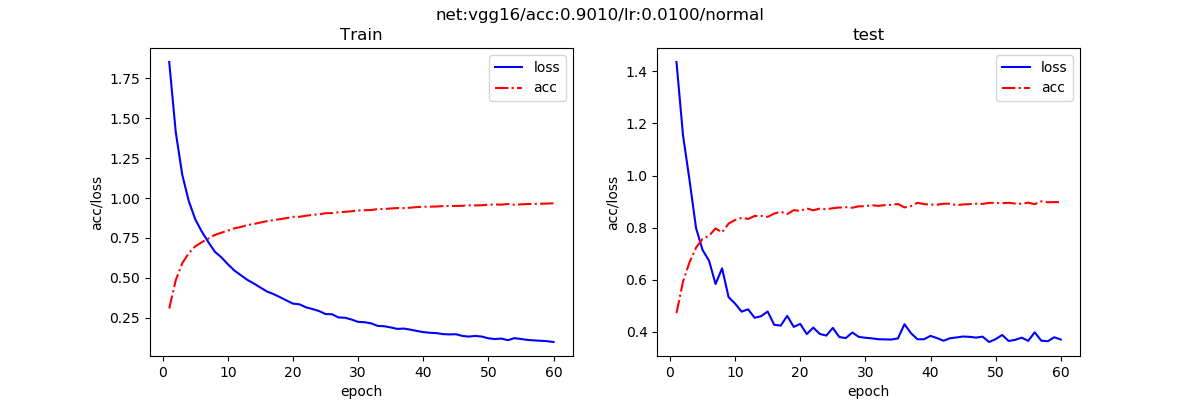 net:vgg16/acc:0.9010/lr:0.0100/normal
Train
loss
acc
1.75
1.50
1.25
1.00
0.75
0.50
0.25
acc/loss
0 10 20 30 40 50 60
epoch
test
loss
acc
1.4
1.2
1.0
0.8
0.6
0.4
acc/loss
0 10 20 30 40 50 60
epoch